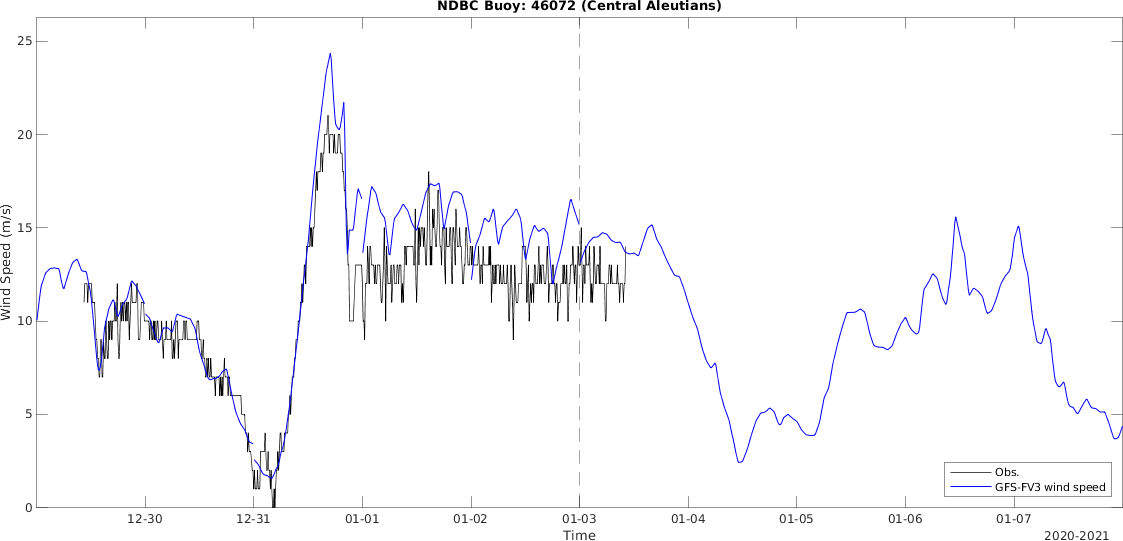 NDBC Buoy: 46072 (Central Aleutians)
25
20
15
10
5
0
Wind Speed (m/s)
Obs.
GFS-FV3 wind speed
12-30 12-31 01-01 01-02 01-03 01-04 01-05 01-06 01-07
Time
2020-2021